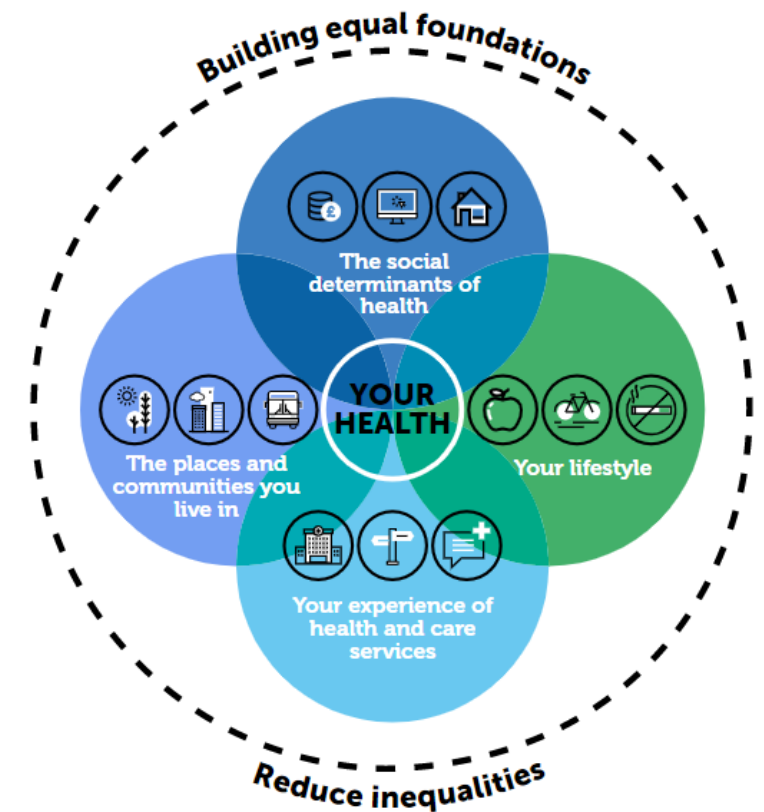 Building equal foundations
£
The social
determinants of
health
YOUR
HEALTH
The places and
communities you
live in
Your lifestyle
Your experience of
health and care
services
Reduce inequalities